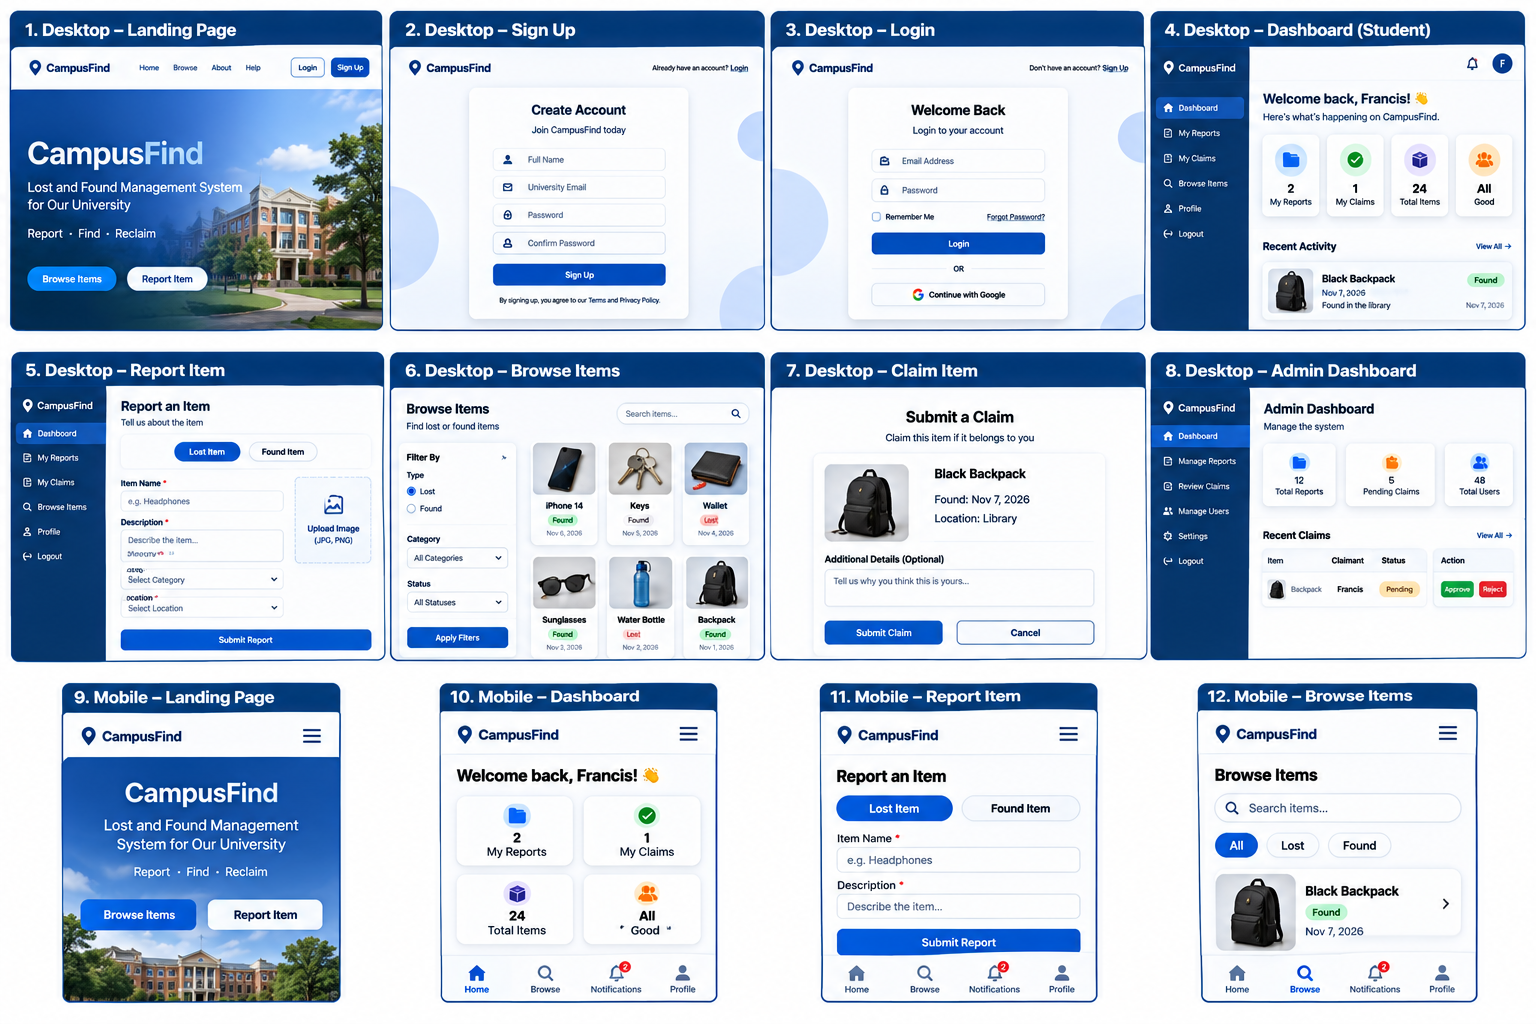 1. Desktop – Landing Page
CampusFind
Home Browse About Help Login Sign Up
CampusFind
Lost and Found Management System
for Our University
Report • Find • Reclaim
Browse Items Report Item
2. Desktop – Sign Up
CampusFind
Already have an account? Login
Create Account
Join CampusFind today
Full Name
University Email
Password
Confirm Password
Sign Up
By signing up, you agree to our Terms and Privacy Policy.
3. Desktop – Login
CampusFind
Don't have an account? Sign Up
Welcome Back
Login to your account
Email Address
Password
Remember Me Forgot Password?
Login
OR
Continue with Google
4. Desktop – Dashboard (Student)
CampusFind
F
Dashboard
My Reports
My Claims
Browse Items
Profile
Logout
Welcome back, Francis! 👋
Here's what's happening on CampusFind.
2
My Reports
1
My Claims
24
Total Items
All
Good
Recent Activity View All →
Black Backpack
Found
Nov 7, 2026
Found in the library
Nov 7, 2026
5. Desktop – Report Item
CampusFind
Dashboard
My Reports
My Claims
Browse Items
Profile
Logout
Report an Item
Tell us about the item
Lost Item Found Item
Item Name *
e.g. Headphones
Description *
Describe the item...
Select Category
ocation *
Select Location
Upload Image
(JPG, PNG)
Submit Report
6. Desktop – Browse Items
Browse Items
Find lost or found items
Search items...
Filter By
Type
Lost
Found
Category
All Categories
Status
All Statuses
Apply Flters
iPhone 14
Found
Nov 6, 2026
Keys
Found
Nov 5, 2026
Wallet
Lost
Nov 4, 2026
Sunglasses
Found
Nov 3, 2026
Water Bottle
Lost
Nov 2, 2026
Backpack
Found
Nov 1, 2026
7. Desktop – Claim Item
Submit a Claim
Claim this item if it belongs to you
Black Backpack
Found: Nov 7, 2026
Location: Library
Additional Details (Optional)
Tell us why you think this is yours...
Submit Claim Cancel
8. Desktop – Admin Dashboard
CampusFind
Dashboard
Manage Reports
Review Claims
Manage Users
Settings
Logout
Admin Dashboard
Manage the system
12
Total Reports
5
Pending Claims
48
Total Users
Recent Claims View All →
Item Claimant Status Action
Backpack Francis Pending Approve Reject
9. Mobile – Landing Page
CampusFind
CampusFind
Lost and Found Management
System for Our University
Report • Find • Reclaim
Browse Items Report Item
10. Mobile – Dashboard
CampusFind
Welcome back, Francis! 👋
2
My Reports
1
My Claims
24
Total Items
All
Good
2
Home Browse Notifications Profile
11. Mobile – Report Item
CampusFind
Report an Item
Lost Item Found Item
Item Name *
e.g. Headphones
Description *
Describe the item...
Submit Report
2
Home Browse Notifications Profile
12. Mobile – Browse Items
CampusFind
Browse Items
Search items...
All Lost Found
Black Backpack
Found
Nov 7, 2026
2
Home Browse Notifications Profile